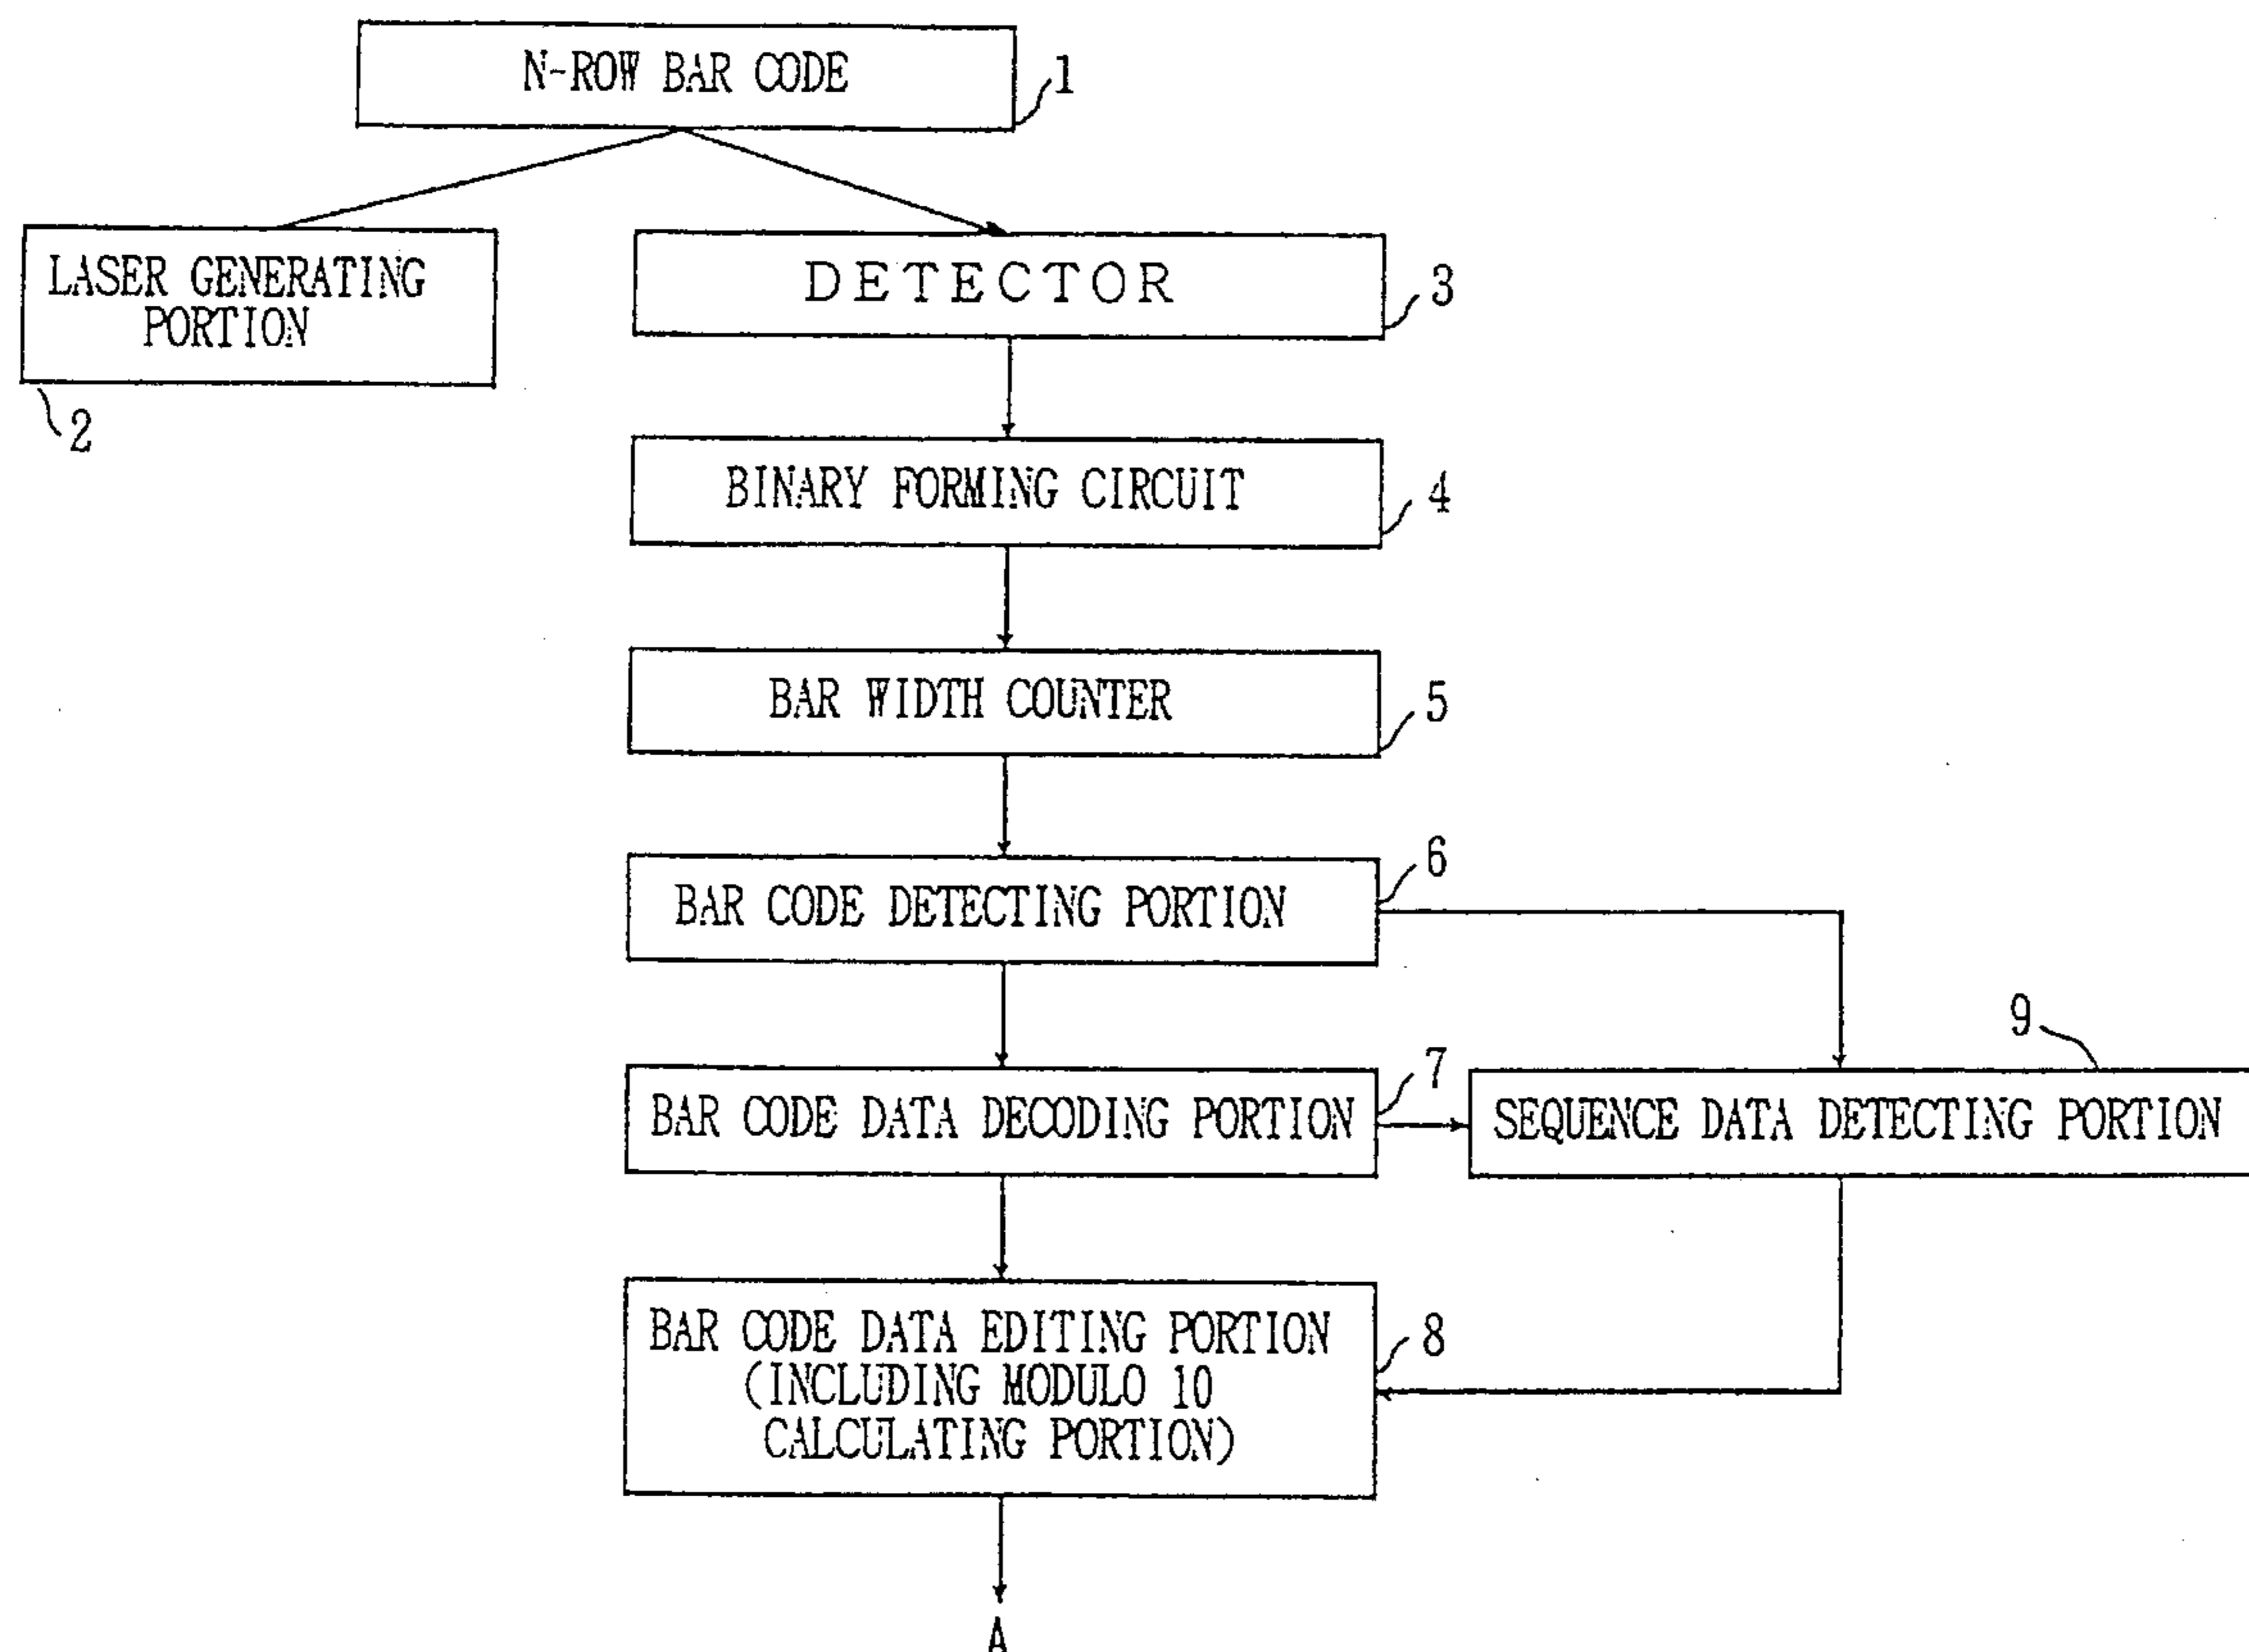 N-ROW BAR CODE
1
LASER GENERATING
PORTION
2
DETECTOR
3
BINARY FORMING CIRCUIT
4
BAR WIDTH COUNTER
5
BAR CODE DETECTING PORTION
6
BAR CODE DATA DECODING PORTION
7
SEQUENCE DATA DETECTING PORTION
9
BAR CODE DATA EDITING PORTION
(INCLUDING MODULO 10
CALCULATING PORTION)
8
A